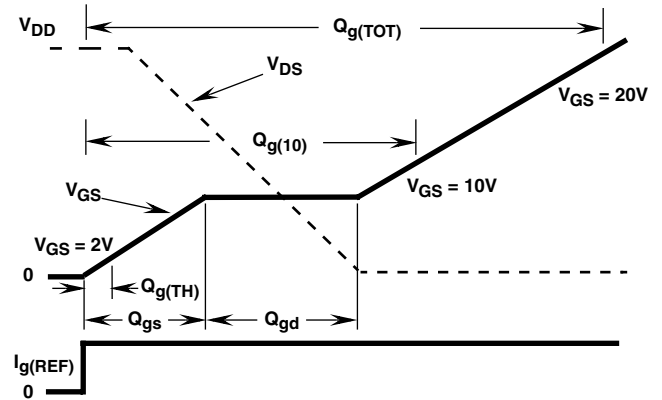 V_DD
Q_g(TOT)
V_DS
V_GS = 20V
Q_g(10)
V_GS = 10V
V_GS
V_GS = 2V
0
Q_g(TH)
Q_gs
Q_gd
I_g(REF)
0